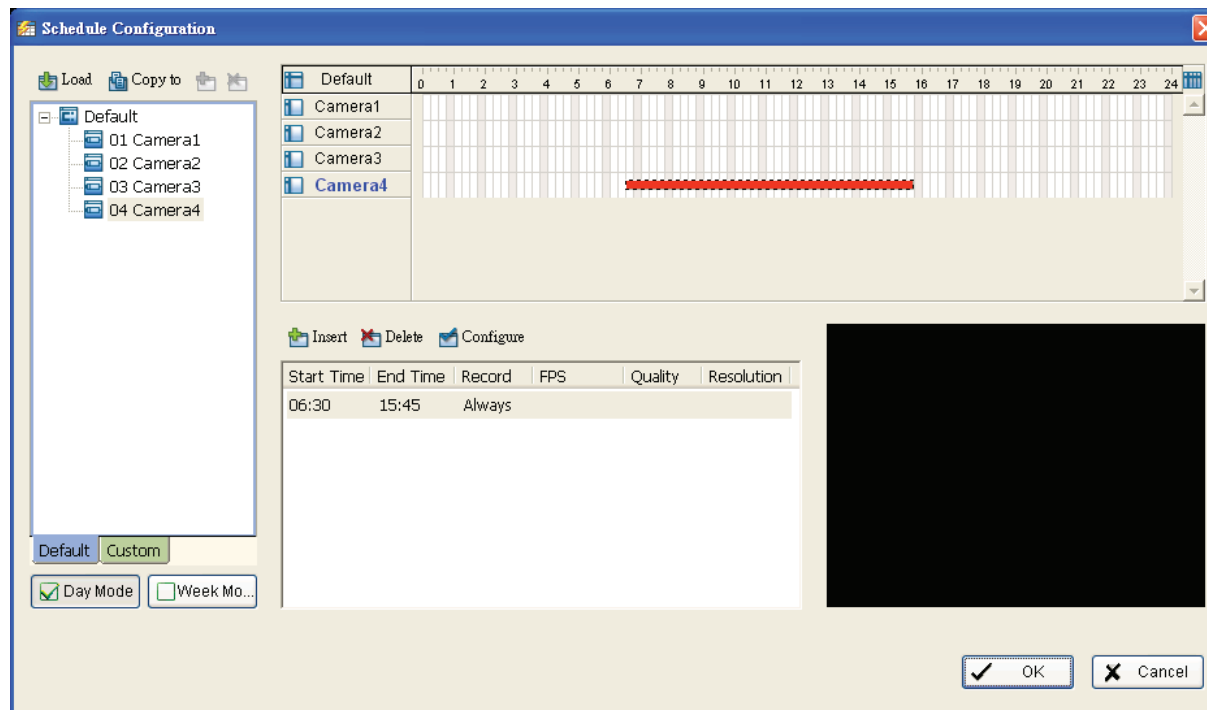 Schedule Configuration
Load Copy to
Default
01 Camera1
02 Camera2
03 Camera3
04 Camera4
Default Custom
Day Mode Week Mo...
Default 0 1 2 3 4 5 6 7 8 9 10 11 12 13 14 15 16 17 18 19 20 21 22 23 24
Camera1
Camera2
Camera3
Camera4
Insert Delete Configure
Start Time End Time Record FPS Quality Resolution
06:30 15:45 Always
OK Cancel